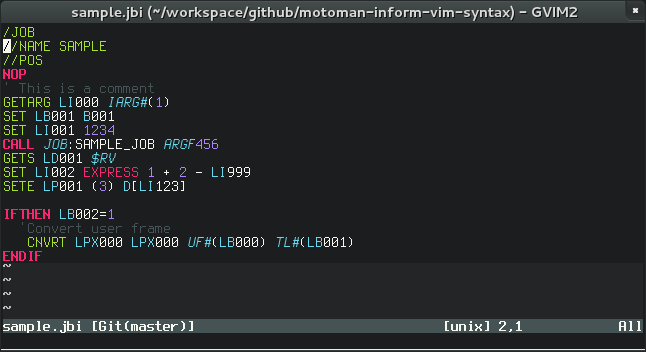 sample.jbi (~/workspace/github/motoman-inform-vim-syntax) - GVIM2
/JOB
//NAME SAMPLE
//POS
NOP
' This is a comment
GETARG LI000 IARG#(1)
SET LB001 B001
SET LI001 1234
CALL JOB:SAMPLE_JOB ARGF456
GETS LD001 $RV
SET LI002 EXPRESS 1 + 2 - LI999
SETE LP001 (3) D[LI123]
IFTHEN LB002=1
'Convert user frame
CNVRT LPX000 LPX000 UF#(LB000) TL#(LB001)
ENDIF
~
~
~
~
sample.jbi [Git(master)] [unix] 2,1 All